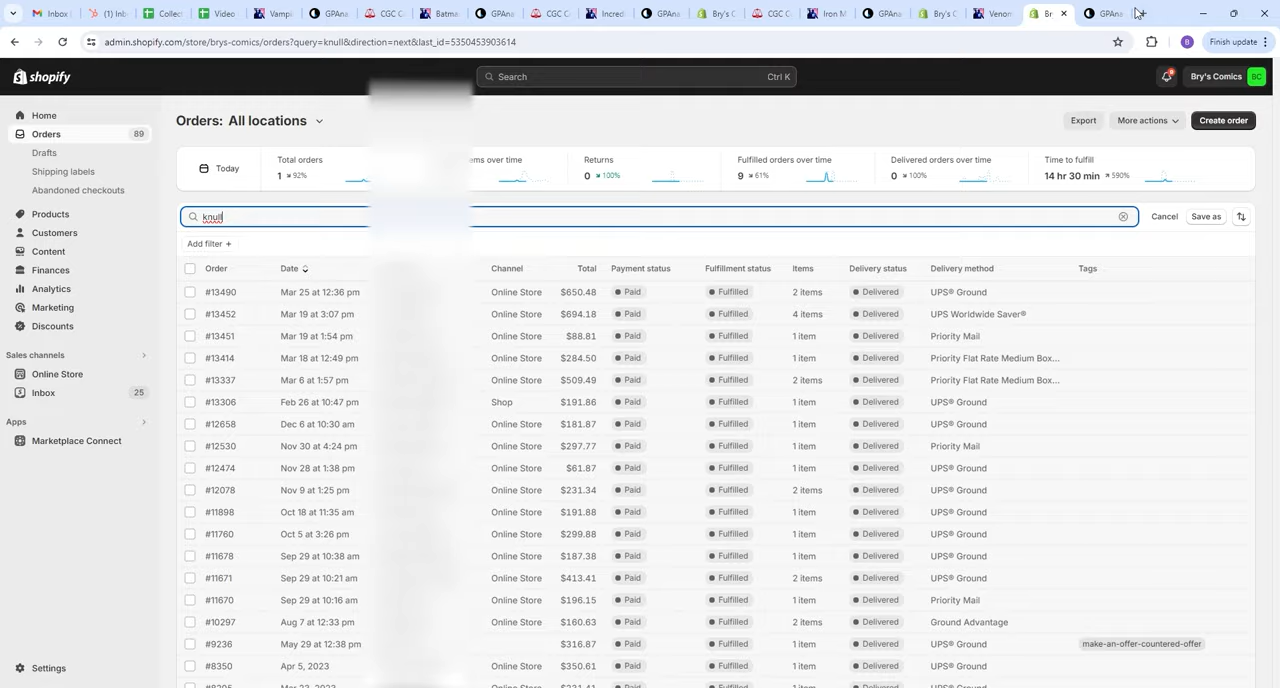 Inbox
(1) Inb
Collect
Video
Vamp
GPAna
CGC C
Batma
GPAna
CGC C
Incredi
GPAna
Bry's C
CGC C
Iron M
GPAna
Bry's C
Venom
Br
GPAna
admin.shopify.com/store/brys-comics/orders?query=knull&direction=next&last_id=5350453903614
B
Finish update
shopify
Search
Ctrl K
Bry's Comics
BC
Home
Orders 89
Drafts
Shipping labels
Abandoned checkouts
Products
Customers
Content
Finances
Analytics
Marketing
Discounts
Sales channels
Online Store
Inbox 25
Apps
Marketplace Connect
Settings
Orders: All locations
Export
More actions
Create order
Today
Total orders
1 92%
ems over time
Returns
0 100%
Fulfilled orders over time
9 61%
Delivered orders over time
0 100%
Time to fulfill
14 hr 30 min 590%
knull
Cancel
Save as
Add filter +
Order Date Channel Total Payment status Fulfillment status Items Delivery status Delivery method Tags
#13490 Mar 25 at 12:36 pm Online Store $650.48 Paid Fulfilled 2 items Delivered UPS® Ground
#13452 Mar 19 at 3:07 pm Online Store $694.18 Paid Fulfilled 4 items Delivered UPS Worldwide Saver®
#13451 Mar 19 at 1:54 pm Online Store $88.81 Paid Fulfilled 1 item Delivered Priority Mail
#13414 Mar 18 at 12:49 pm Online Store $284.50 Paid Fulfilled 1 item Delivered Priority Flat Rate Medium Box...
#13337 Mar 6 at 1:57 pm Online Store $509.49 Paid Fulfilled 2 items Delivered Priority Flat Rate Medium Box...
#13306 Feb 26 at 10:47 pm Shop $191.86 Paid Fulfilled 1 item Delivered UPS® Ground
#12658 Dec 6 at 10:30 am Online Store $181.87 Paid Fulfilled 1 item Delivered UPS® Ground
#12530 Nov 30 at 4:24 pm Online Store $297.77 Paid Fulfilled 1 item Delivered Priority Mail
#12474 Nov 28 at 1:38 pm Online Store $61.87 Paid Fulfilled 1 item Delivered UPS® Ground
#12078 Nov 9 at 1:25 pm Online Store $231.34 Paid Fulfilled 2 items Delivered UPS® Ground
#11898 Oct 18 at 11:35 am Online Store $191.88 Paid Fulfilled 1 item Delivered UPS® Ground
#11760 Oct 5 at 3:26 pm Online Store $299.88 Paid Fulfilled 1 item Delivered UPS® Ground
#11678 Sep 29 at 10:38 am Online Store $187.38 Paid Fulfilled 1 item Delivered UPS® Ground
#11671 Sep 29 at 10:21 am Online Store $413.41 Paid Fulfilled 2 items Delivered UPS® Ground
#11670 Sep 29 at 10:16 am Online Store $196.15 Paid Fulfilled 1 item Delivered Priority Mail
#10297 Aug 7 at 12:33 pm Online Store $160.63 Paid Fulfilled 2 items Delivered Ground Advantage
#9236 May 29 at 12:38 pm $316.87 Paid Fulfilled 1 item Delivered UPS® Ground make-an-offer-countered-offer
#8350 Apr 5, 2023 Online Store $350.61 Paid Fulfilled 1 item Delivered UPS® Ground